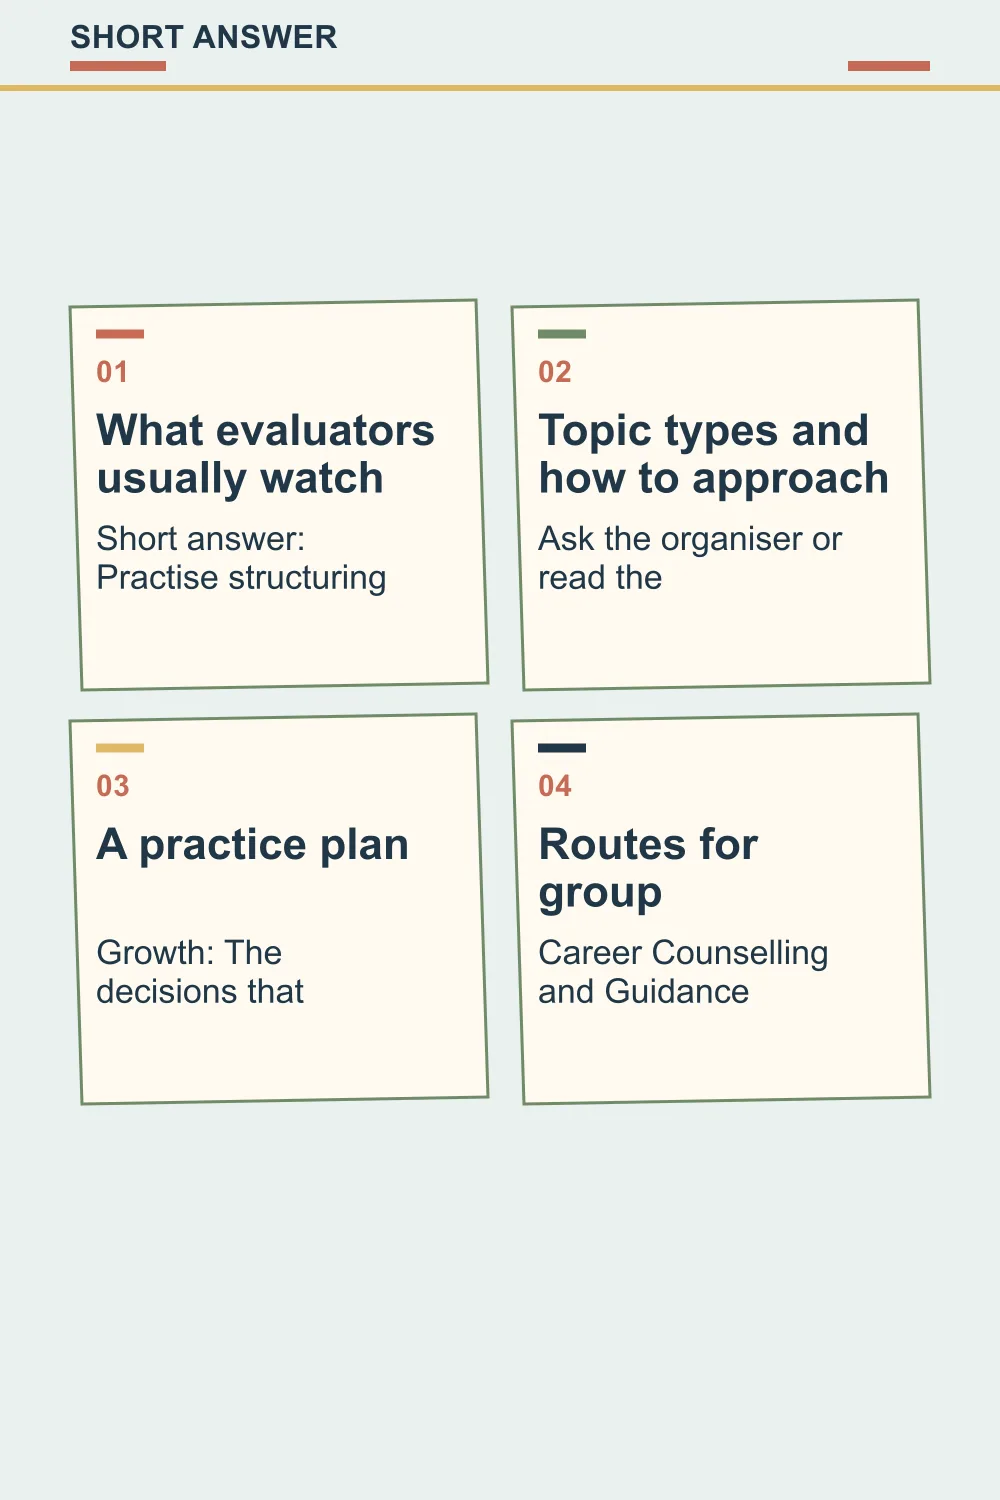 SHORT ANSWER
01
What evaluators
usually watch
Short answer:
Practise structuring
02
Topic types and
how to approach
Ask the organiser or
read the
03
A practice plan
Growth: The
decisions that
04
Routes for
group
Career Counselling
and Guidance